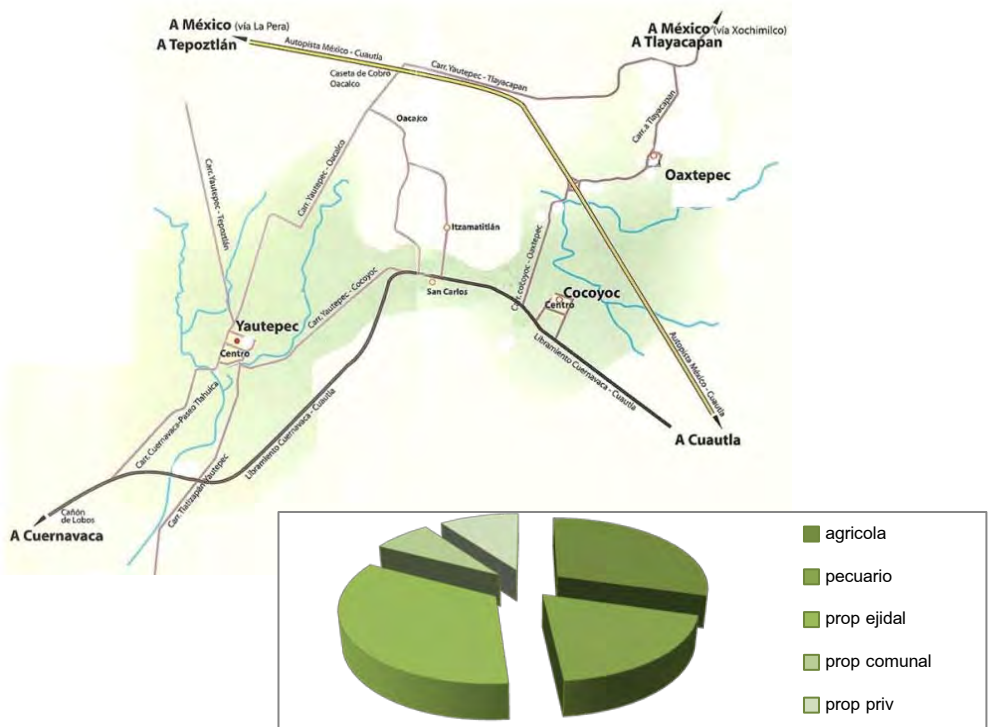 A México (vía La Pera)
A Tepoztlán
A México (vía Xochimilco)
A Tlayacapan
Autopista México - Cuautla
Carr. Yautepec - Tlayacapan
Caseta de Cobro
Oacalco
Carr. a Tlayacapan
Oacalco
Carr. Yautepec - Oacalco
Carr. Yautepec - Tepoztlán
Oaxtepec
Itzamatitlán
Carr. cocoyoc - Oaxtepec
San Carlos
Cocoyoc
Centro
Carr. Yautepec - Cocoyoc
Yautepec
Centro
Libramiento Cuernavaca - Cuautla
Autopista México - Cuautla
Carr. Cuernavaca-Paseo Tlahuica
Libramiento Cuernavaca - Cuautla
A Cuautla
Carr. Tlaltizapán Yautepec
Cañón
de Lobos
A Cuernavaca
agricola
pecuario
prop ejidal
prop comunal
prop priv